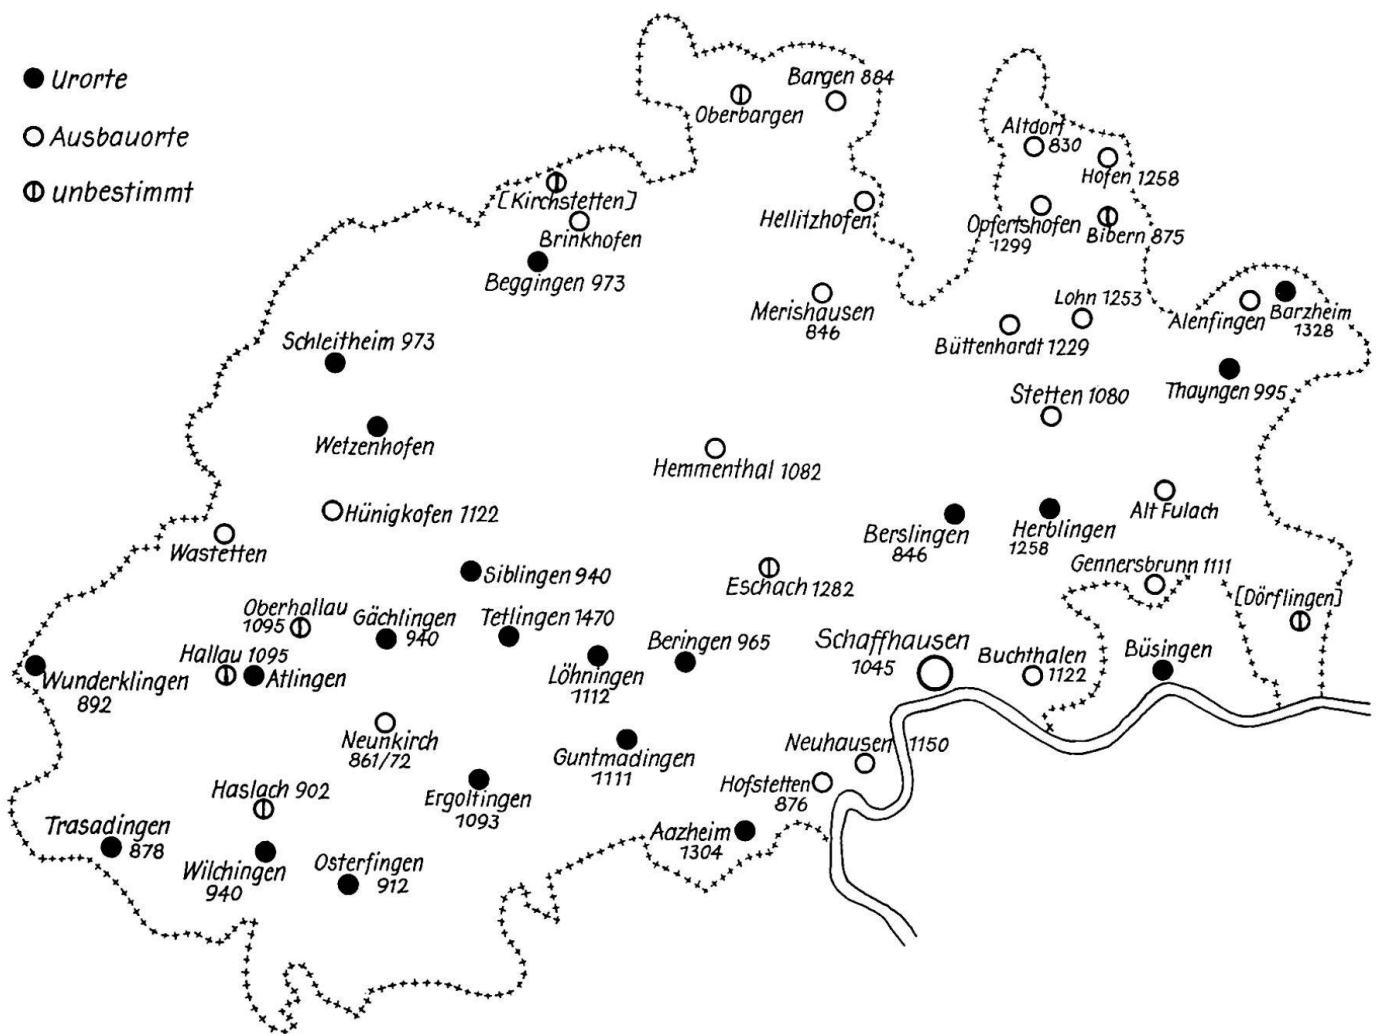 Urorte
Ausbauorte
unbestimmt
Bargen 884
Oberbargen
Altdorf
830
Hofen 1258
[Kirchstetten]
Brinkhofen
Beggingen 973
Hellitzhofen
Opfertshofen
1299
Bibern 875
Merishausen
846
Lohn 1253
Büttenhardt 1229
Alenfingen
Barzheim
1328
Schleitheim 973
Thayngen 995
Stetten 1080
Wetzenhofen
Hemmenthal 1082
Hünigkofen 1122
Wastetten
Berslingen
846
Herblingen
1258
Alt Fulach
Gennersbrunn 1111
Siblingen 940
Eschach 1282
[Dörflingen]
Oberhallau
1095
Gächlingen
940
Tetlingen 1470
Hallau 1095
Atlingen
Wunderklingen
892
Löhningen
1112
Beringen 965
Schaffhausen
1045
Buchthalen
1122
Büsingen
Neunkirch
861/72
Guntmadingen
1111
Neuhausen 1150
Hofstetten
876
Haslach 902
Ergoltingen
1093
Trasadingen
878
Wilchingen
940
Osterfingen
912
Aazheim
1304